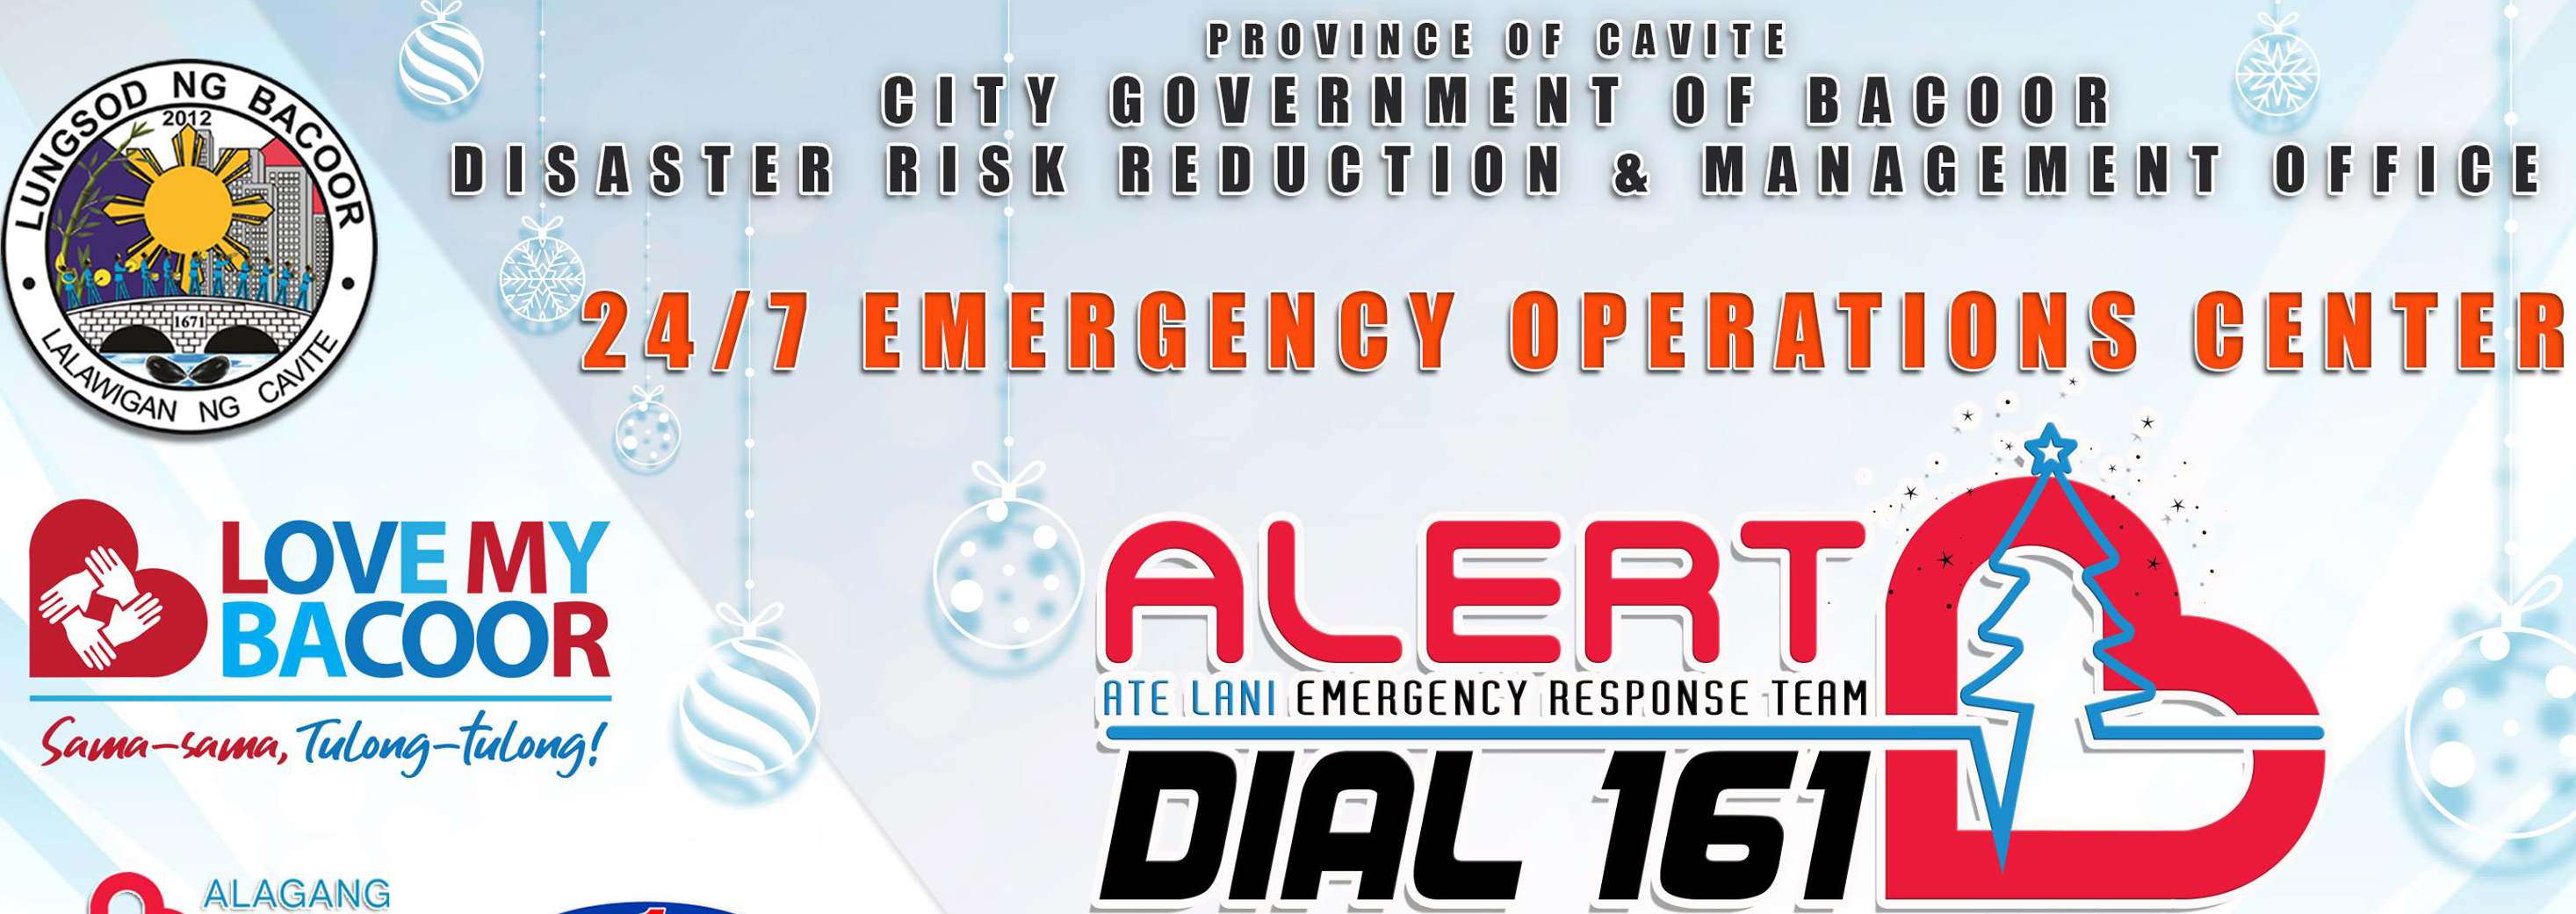 PROVINCE OF CAVITE
CITY GOVERNMENT OF BACOOR
DISASTER RISK REDUCTION & MANAGEMENT OFFICE
LUNGSOD NG BACOOR
2012
1671
LALAWIGAN NG CAVITE
24/7 EMERGENCY OPERATIONS CENTER
LOVE MY
BACOOR
Sama-sama, Tulong-tulong!
ALERT
ATE LANI EMERGENCY RESPONSE TEAM
DIAL 161
ALAGANG